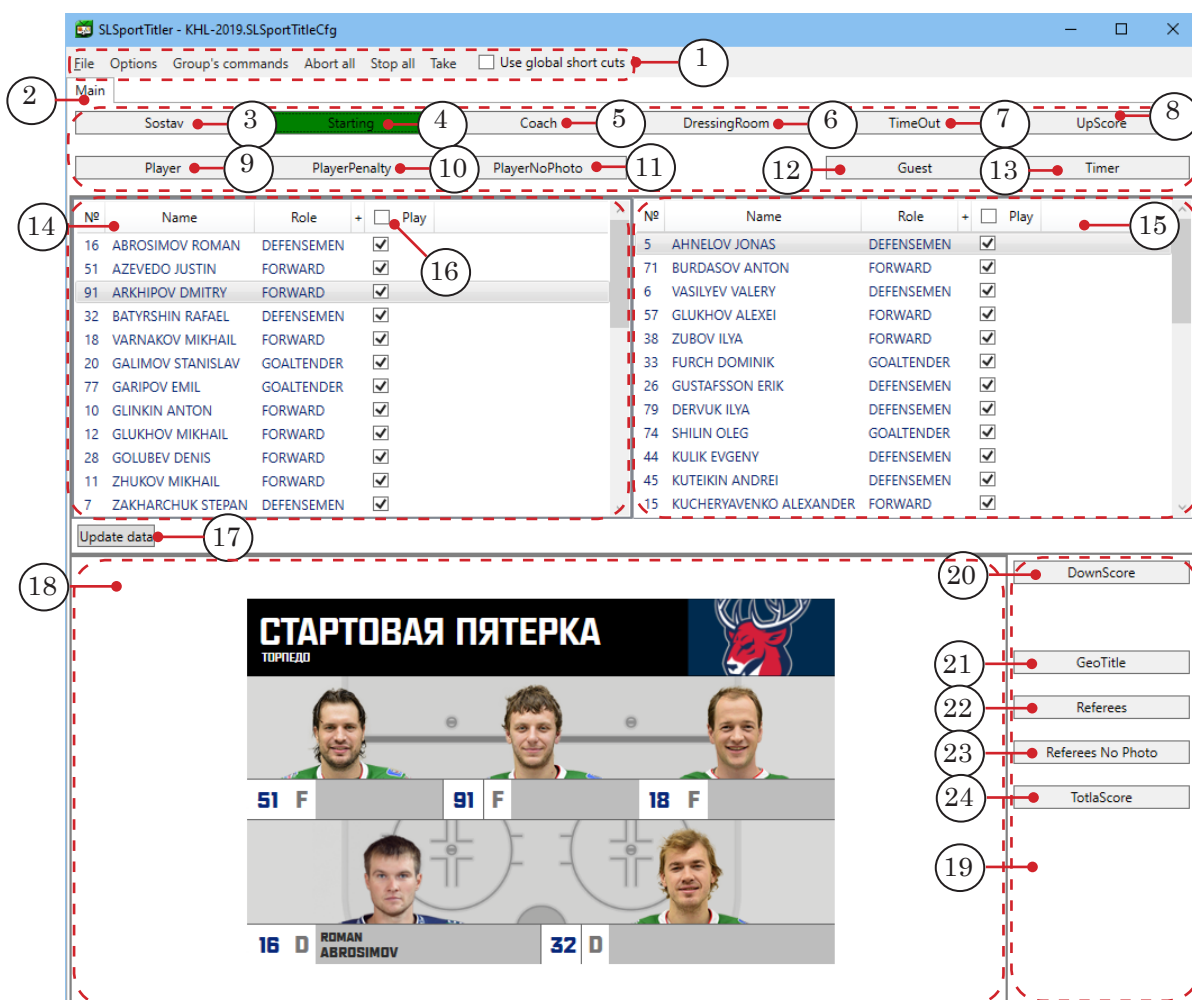 SLSportTitler - KHL-2019.SLSportTitleCfg
File Options Group's commands Abort all Stop all Take Use global short cuts 1
2 Main
Sostav 3 Starting 4 Coach 5 DressingRoom 6 TimeOut 7 UpScore 8
Player 9 PlayerPenalty 10 PlayerNoPhoto 11 12 Guest 13 Timer
14 № Name Role + Play
16 ABROSIMOV ROMAN DEFENSEMEN 16
51 AZEVEDO JUSTIN FORWARD
91 ARKHIPOV DMITRY FORWARD
32 BATYRSHIN RAFAEL DEFENSEMEN
18 VARNAKOV MIKHAIL FORWARD
20 GALIMOV STANISLAV GOALTENDER
77 GARIPOV EMIL GOALTENDER
10 GLINKIN ANTON FORWARD
12 GLUKHOV MIKHAIL FORWARD
28 GOLUBEV DENIS FORWARD
11 ZHUKOV MIKHAIL FORWARD
7 ZAKHARCHUK STEPAN DEFENSEMEN
№ Name Role + Play 15
5 AHNELOV JONAS DEFENSEMEN
71 BURDASOV ANTON FORWARD
6 VASILYEV VALERY DEFENSEMEN
57 GLUKHOV ALEXEI FORWARD
38 ZUBOV ILYA FORWARD
33 FURCH DOMINIK GOALTENDER
26 GUSTAFSSON ERIK DEFENSEMEN
79 DERVUK ILYA DEFENSEMEN
74 SHILIN OLEG GOALTENDER
44 KULIK EVGENY DEFENSEMEN
45 KUTEIKIN ANDREI DEFENSEMEN
15 KUCHERYAVENKO ALEXANDER FORWARD
Update data 17
18
СТАРТОВАЯ ПЯТЕРКА
ТОРПЕДО
51 F 91 F 18 F
16 D ROMAN
ABROSIMOV
32 D
20 DownScore
21 GeoTitle
22 Referees
23 Referees No Photo
24 TotlaScore
19